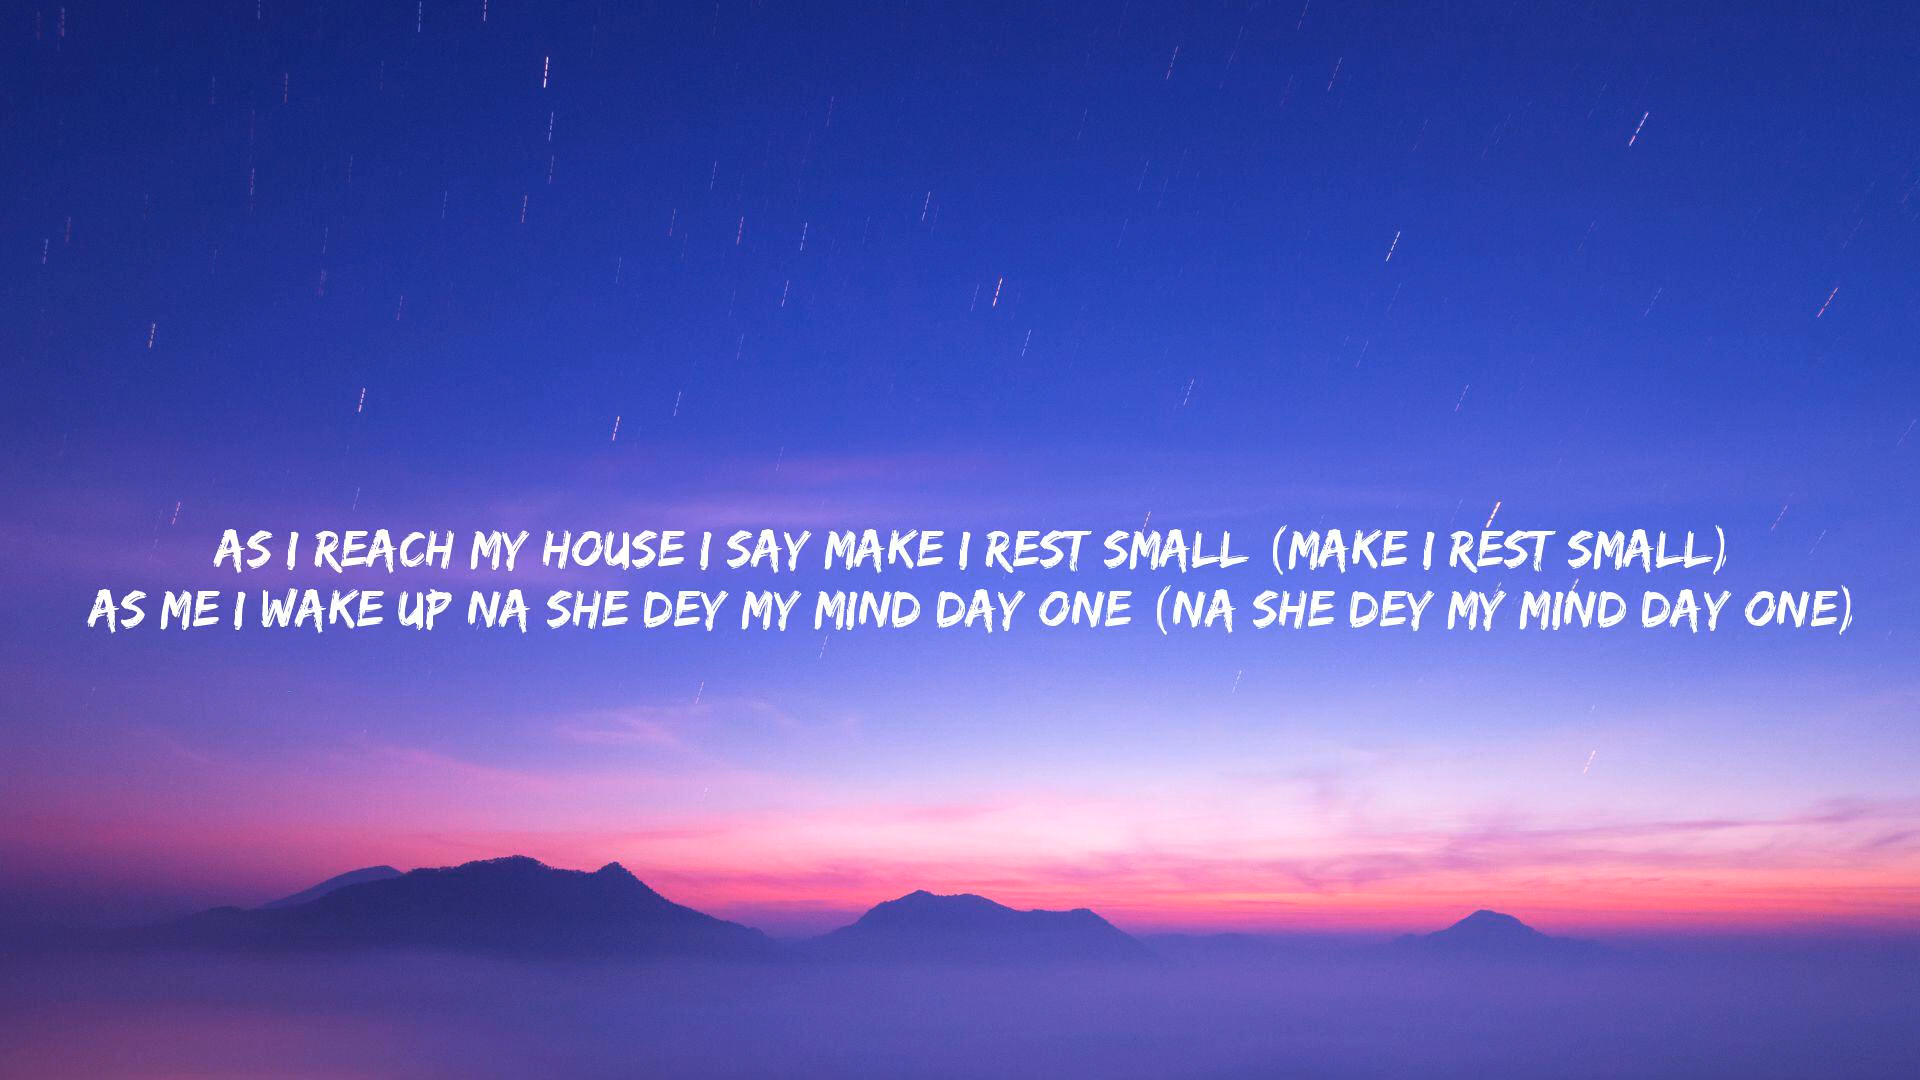 AS I REACH MY HOUSE I SAY MAKE I REST SMALL (MAKE I REST SMALL)
AS ME I WAKE UP NA SHE DEY MY MIND DAY ONE (NA SHE DEY MY MIND DAY ONE)